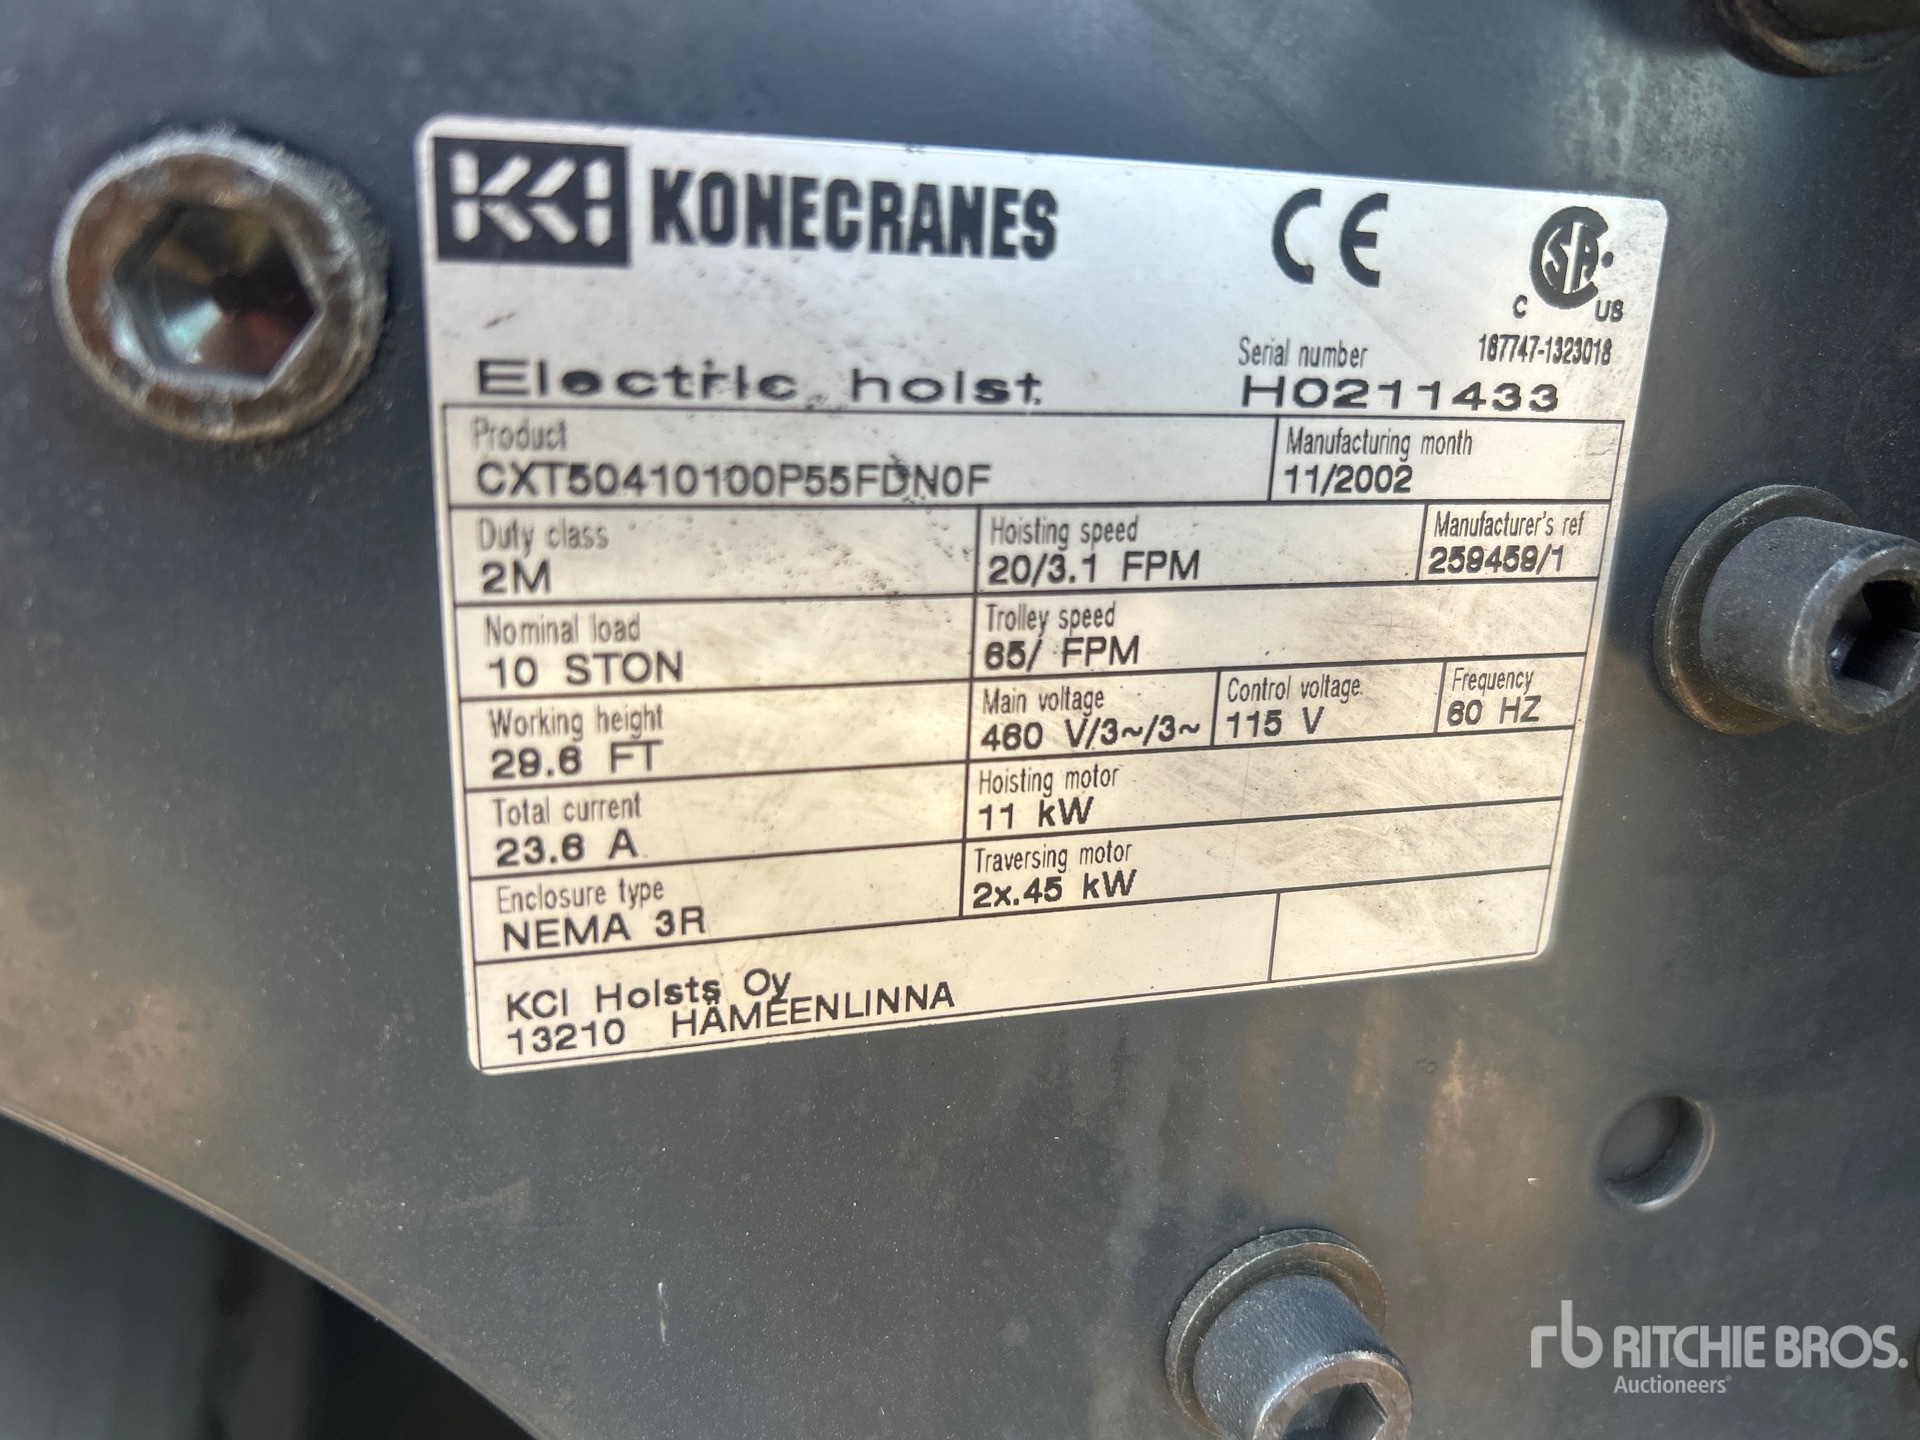 KCI KONECRANES
CE
CSA
C US
187747-1323018
Serial number
Electric hoist H0211433
Product
CXT50410100P55FDN0F
Manufacturing month
11/2002
Duty class
2M
Hoisting speed
20/3.1 FPM
Manufacturer's ref
259459/1
Nominal load
10 STON
Trolley speed
65/ FPM
Working height
29.6 FT
Main voltage
460 V/3~/3~
Control voltage
115 V
Frequency
60 HZ
Total current
23.6 A
Hoisting motor
11 kW
Enclosure type
NEMA 3R
Traversing motor
2x.45 kW
KCI Hoists Oy
13210 HÄMEENLINNA
rb RITCHIE BROS.
Auctioneers